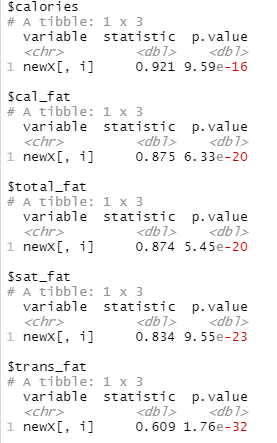 $calories
# A tibble: 1 x 3
variable statistic p.value
<chr> <dbl> <dbl>
1 newX[, i] 0.921 9.59e-16
$cal_fat
# A tibble: 1 x 3
variable statistic p.value
<chr> <dbl> <dbl>
1 newX[, i] 0.875 6.33e-20
$total_fat
# A tibble: 1 x 3
variable statistic p.value
<chr> <dbl> <dbl>
1 newX[, i] 0.874 5.45e-20
$sat_fat
# A tibble: 1 x 3
variable statistic p.value
<chr> <dbl> <dbl>
1 newX[, i] 0.834 9.55e-23
$trans_fat
# A tibble: 1 x 3
variable statistic p.value
<chr> <dbl> <dbl>
1 newX[, i] 0.609 1.76e-32